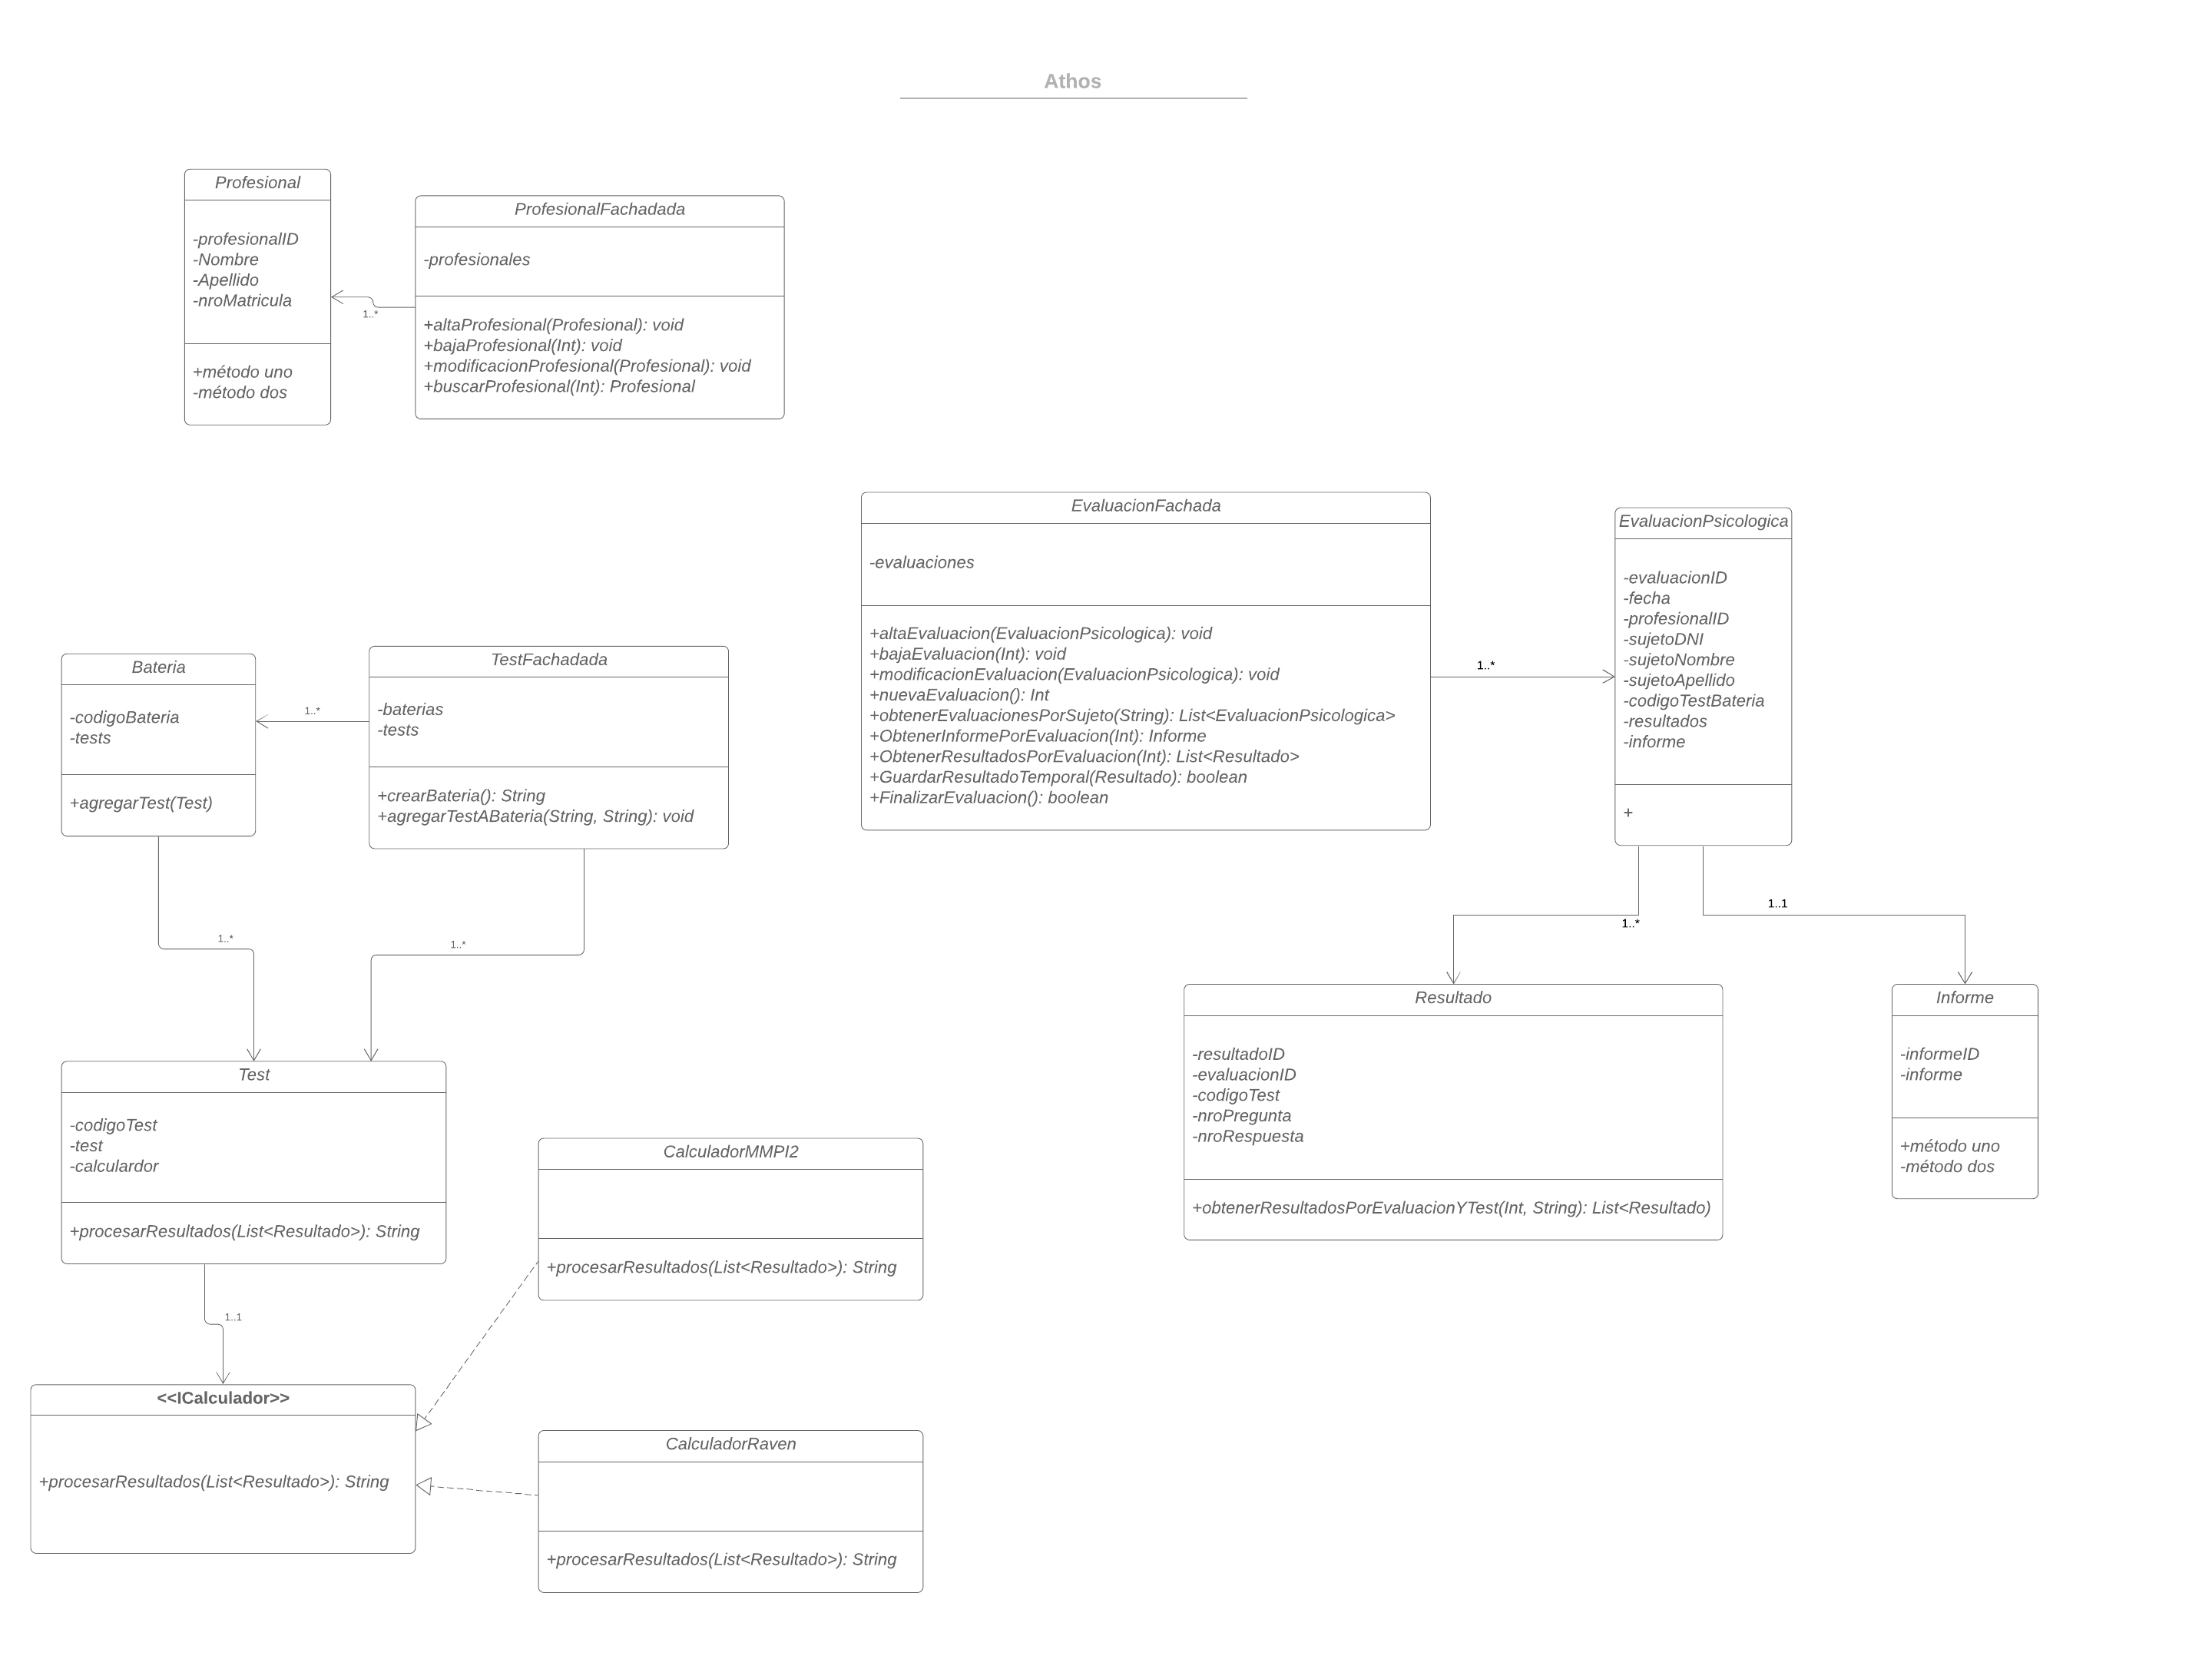 Athos
Profesional
-profesionalID
-Nombre
-Apellido
-nroMatricula
+método uno
-método dos
1..*
ProfesionalFachadada
-profesionales
+altaProfesional(Profesional): void
+bajaProfesional(Int): void
+modificacionProfesional(Profesional): void
+buscarProfesional(Int): Profesional
EvaluacionFachada
-evaluaciones
+altaEvaluacion(EvaluacionPsicologica): void
+bajaEvaluacion(Int): void
+modificacionEvaluacion(EvaluacionPsicologica): void
+nuevaEvaluacion(): Int
+obtenerEvaluacionesPorSujeto(String): List<EvaluacionPsicologica>
+ObtenerInformePorEvaluacion(Int): Informe
+ObtenerResultadosPorEvaluacion(Int): List<Resultado>
+GuardarResultadoTemporal(Resultado): boolean
+FinalizarEvaluacion(): boolean
1..*
EvaluacionPsicologica
-evaluacionID
-fecha
-profesionalID
-sujetoDNI
-sujetoNombre
-sujetoApellido
-codigoTestBateria
-resultados
-informe
+
Bateria
-codigoBateria
-tests
+agregarTest(Test)
1..*
TestFachadada
-baterias
-tests
+crearBateria(): String
+agregarTestABateria(String, String): void
1..*
1..*
1..*
1..1
Test
-codigoTest
-test
-calculardor
+procesarResultados(List<Resultado>): String
CalculadorMMPI2
+procesarResultados(List<Resultado>): String
Resultado
-resultadoID
-evaluacionID
-codigoTest
-nroPregunta
-nroRespuesta
+obtenerResultadosPorEvaluacionYTest(Int, String): List<Resultado)
Informe
-informeID
-informe
+método uno
-método dos
1..1
<<ICalculador>>
+procesarResultados(List<Resultado>): String
CalculadorRaven
+procesarResultados(List<Resultado>): String